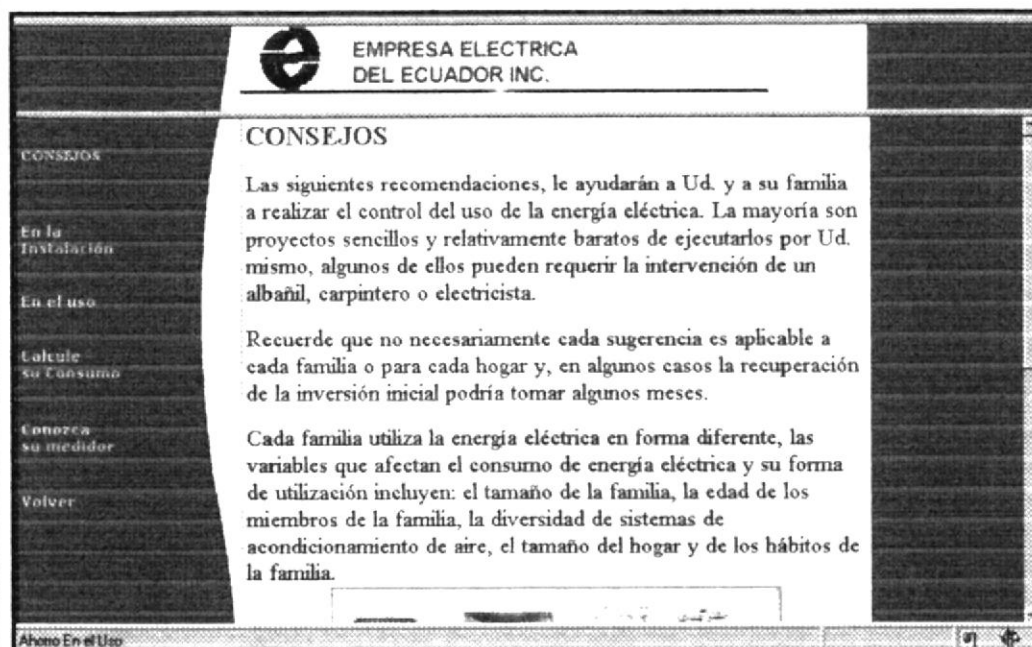 EMPRESA ELECTRICA
DEL ECUADOR INC.
CONSEJOS
En la
Instalación
En el uso
Calcule
su Consumo
Conozca
su medidor
Volver
CONSEJOS
Las siguientes recomendaciones, le ayudarán a Ud. y a su familia
a realizar el control del uso de la energía eléctrica. La mayoría son
proyectos sencillos y relativamente baratos de ejecutarlos por Ud.
mismo, algunos de ellos pueden requerir la intervención de un
albañil, carpintero o electricista.
Recuerde que no necesariamente cada sugerencia es aplicable a
cada familia o para cada hogar y, en algunos casos la recuperación
de la inversión inicial podría tomar algunos meses.
Cada familia utiliza la energía eléctrica en forma diferente, las
variables que afectan el consumo de energía eléctrica y su forma
de utilización incluyen: el tamaño de la familia, la edad de los
miembros de la familia, la diversidad de sistemas de
acondicionamiento de aire, el tamaño del hogar y de los hábitos de
la familia.
Ahorro En el Uso